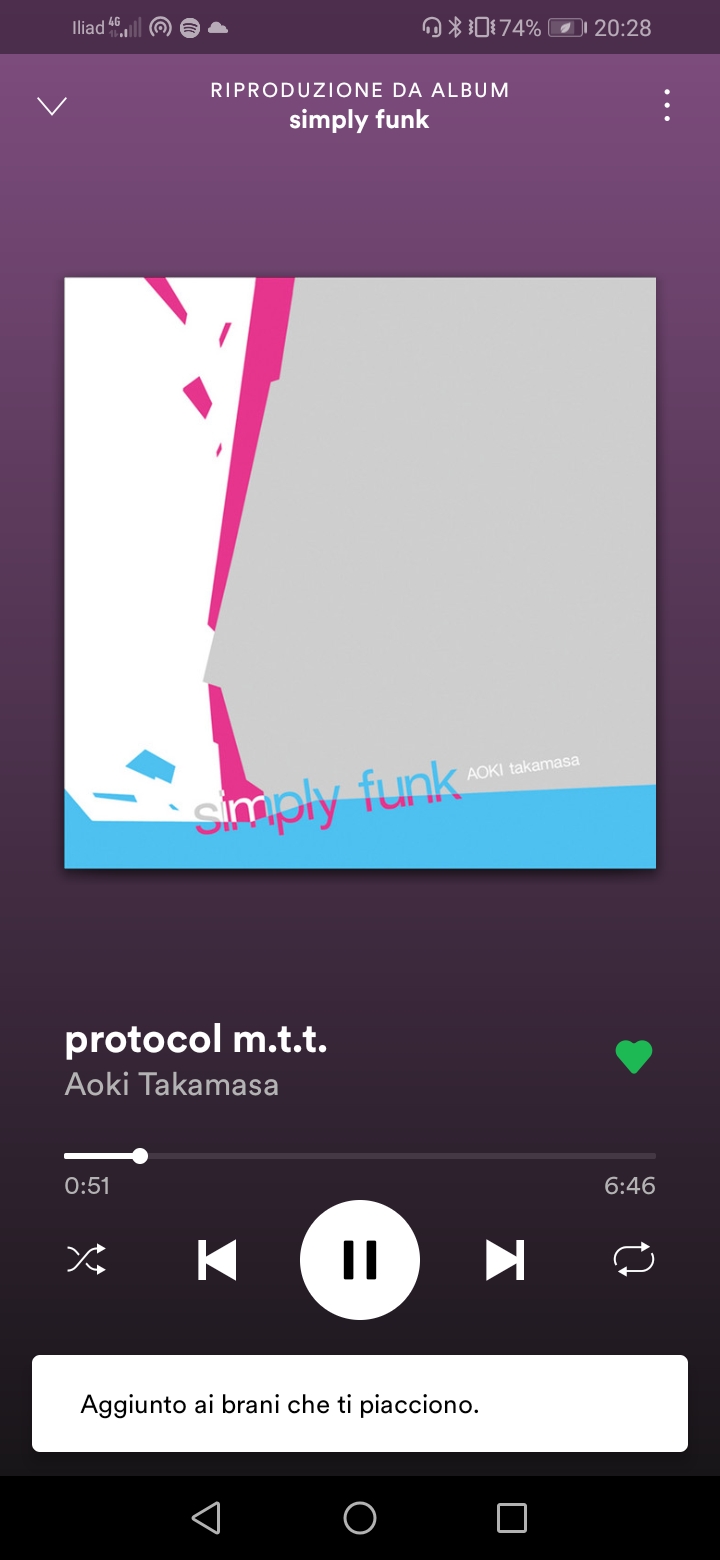 Iliad 4G 74% 20:28
RIPRODUZIONE DA ALBUM
simply funk
simply funk AOKI takamasa
protocol m.t.t.
Aoki Takamasa
0:51 6:46
Aggiunto ai brani che ti piacciono.